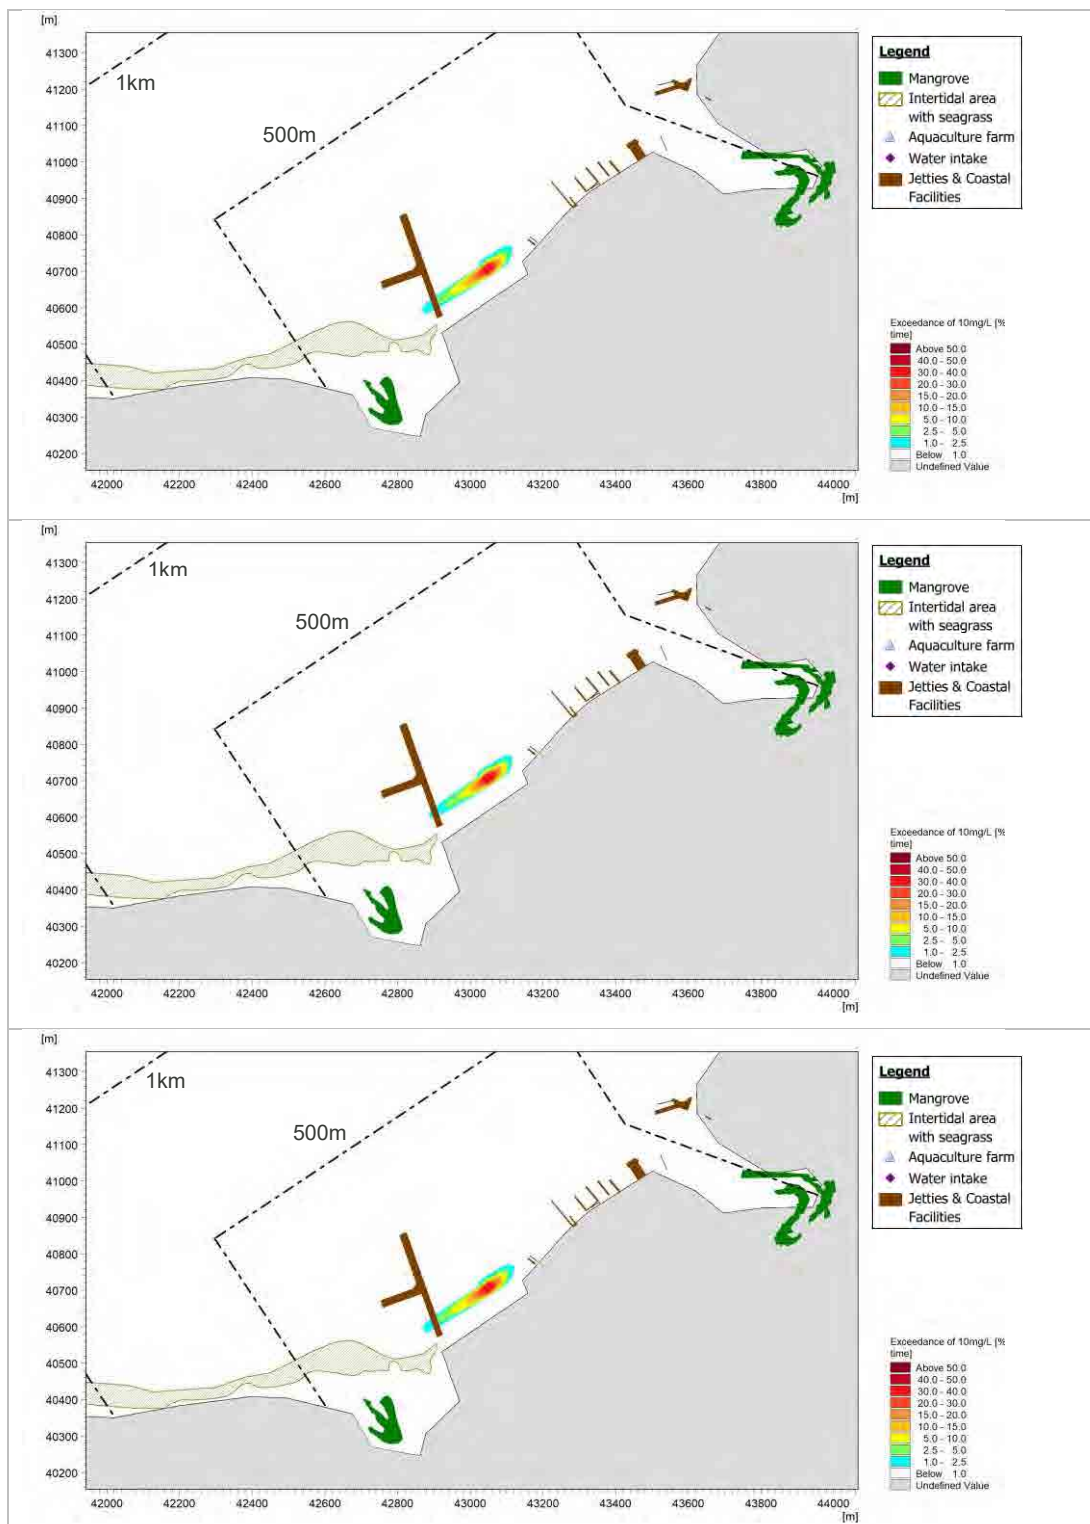 [m]
41300
41200
41100
41000
40900
40800
40700
40600
40500
40400
40300
40200
1km
500m
42000 42200 42400 42600 42800 43000 43200 43400 43600 43800 44000
[m]
Legend
Mangrove
Intertidal area
with seagrass
Aquaculture farm
Water intake
Jetties & Coastal
Facilities
Exceedance of 10mg/L [%
time]
Above 50.0
40.0 - 50.0
30.0 - 40.0
20.0 - 30.0
15.0 - 20.0
10.0 - 15.0
5.0 - 10.0
2.5 - 5.0
1.0 - 2.5
Below 1.0
Undefined Value
[m]
41300
41200
41100
41000
40900
40800
40700
40600
40500
40400
40300
40200
1km
500m
42000 42200 42400 42600 42800 43000 43200 43400 43600 43800 44000
[m]
Legend
Mangrove
Intertidal area
with seagrass
Aquaculture farm
Water intake
Jetties & Coastal
Facilities
Exceedance of 10mg/L [%
time]
Above 50.0
40.0 - 50.0
30.0 - 40.0
20.0 - 30.0
15.0 - 20.0
10.0 - 15.0
5.0 - 10.0
2.5 - 5.0
1.0 - 2.5
Below 1.0
Undefined Value
[m]
41300
41200
41100
41000
40900
40800
40700
40600
40500
40400
40300
40200
1km
500m
42000 42200 42400 42600 42800 43000 43200 43400 43600 43800 44000
[m]
Legend
Mangrove
Intertidal area
with seagrass
Aquaculture farm
Water intake
Jetties & Coastal
Facilities
Exceedance of 10mg/L [%
time]
Above 50.0
40.0 - 50.0
30.0 - 40.0
20.0 - 30.0
15.0 - 20.0
10.0 - 15.0
5.0 - 10.0
2.5 - 5.0
1.0 - 2.5
Below 1.0
Undefined Value